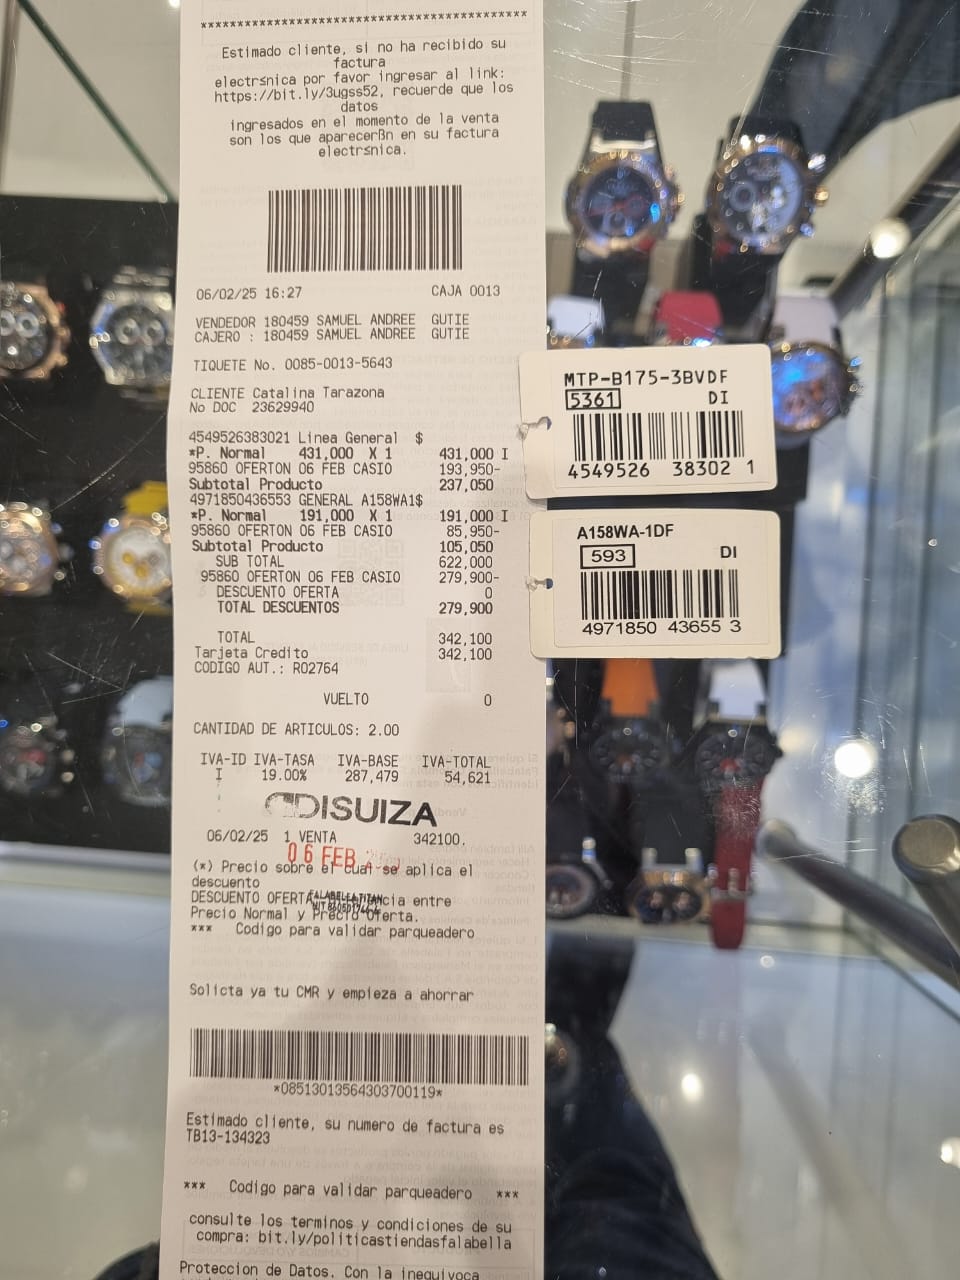 ******************************************
Estimado cliente, si no ha recibido su
factura
electrsnica por favor ingresar al link:
https://bit.ly/3ugss52, recuerde que los
datos
ingresados en el momento de la venta
son los que aparecerßn en su factura
electrsnica.
06/02/25 16:27 CAJA 0013
VENDEDOR 180459 SAMUEL ANDREE GUTIE
CAJERO : 180459 SAMUEL ANDREE GUTIE
TIQUETE No. 0085-0013-5643
CLIENTE Catalina Tarazona
No DOC 23629940
4549526383021 Linea General $
*P. Normal 431,000 X 1 431,000 I
95860 OFERTON 06 FEB CASIO 193,950-
Subtotal Producto 237,050
4971850436553 GENERAL A158WA1$
*P. Normal 191,000 X 1 191,000 I
95860 OFERTON 06 FEB CASIO 85,950-
Subtotal Producto 105,050
SUB TOTAL 622,000
95860 OFERTON 06 FEB CASIO 279,900-
DESCUENTO OFERTA 0
TOTAL DESCUENTOS 279,900
TOTAL 342,100
Tarjeta Credito 342,100
CODIGO AUT.: RO2764
VUELTO 0
CANTIDAD DE ARTICULOS: 2.00
IVA-ID IVA-TASA IVA-BASE IVA-TOTAL
I 19.00% 287,479 54,621
DISUIZA
06/02/25 1 VENTA 342100.
06 FEB
(*) Precio sobre el cual se aplica el
descuento
DESCUENTO OFERTA entre
FALABELLA TITAN
Precio Normal y Precio Oferta.
*** Codigo para validar parqueadero
Solicta ya tu CMR y empieza a ahorrar
*08513013564303700119*
Estimado cliente, su numero de factura es
TB13-134323
*** Codigo para validar parqueadero ***
consulte los terminos y condiciones de su
compra: bit.ly/politicastiendasfalabella
Proteccion de Datos. Con la inequivoca
MTP-B175-3BVDF
5361 DI
4549526 38302 1
A158WA-1DF
593 DI
4971850 43655 3